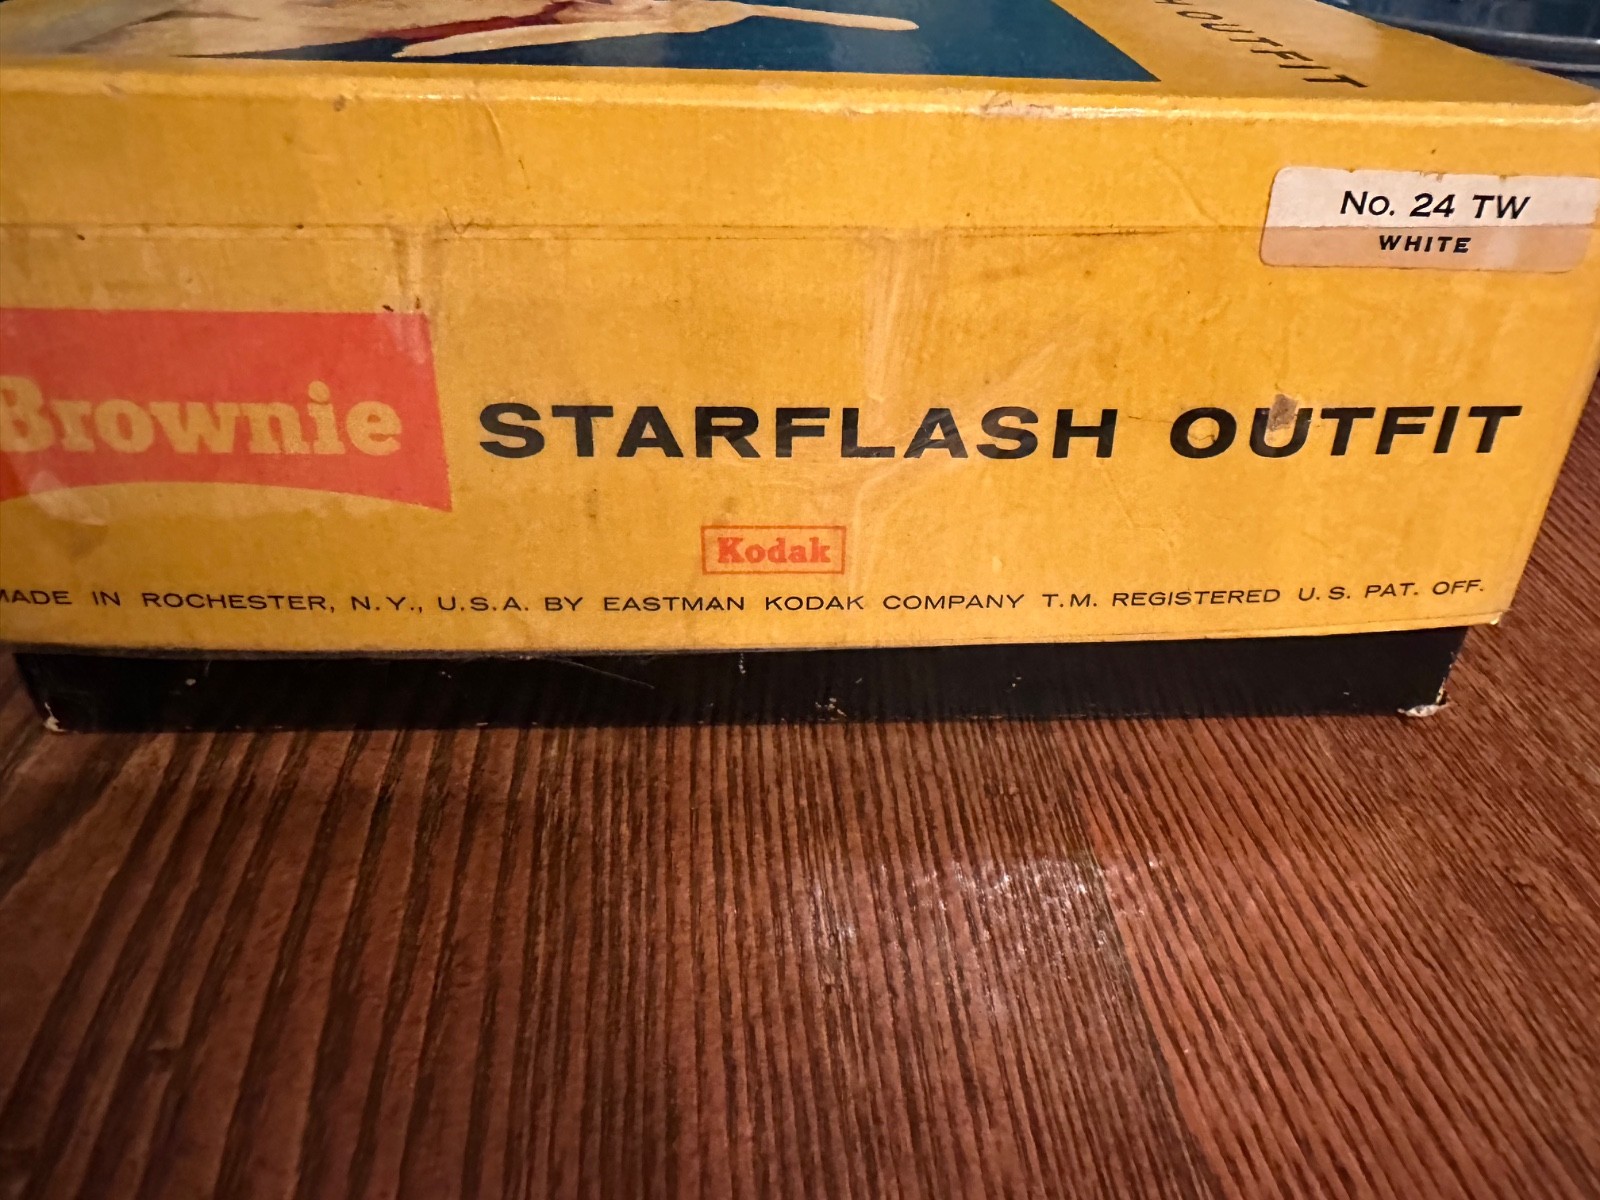 OUTFIT
No. 24 TW
WHITE
Brownie STARFLASH OUTFIT
Kodak
MADE IN ROCHESTER, N.Y., U.S.A. BY EASTMAN KODAK COMPANY T.M. REGISTERED U.S. PAT. OFF.